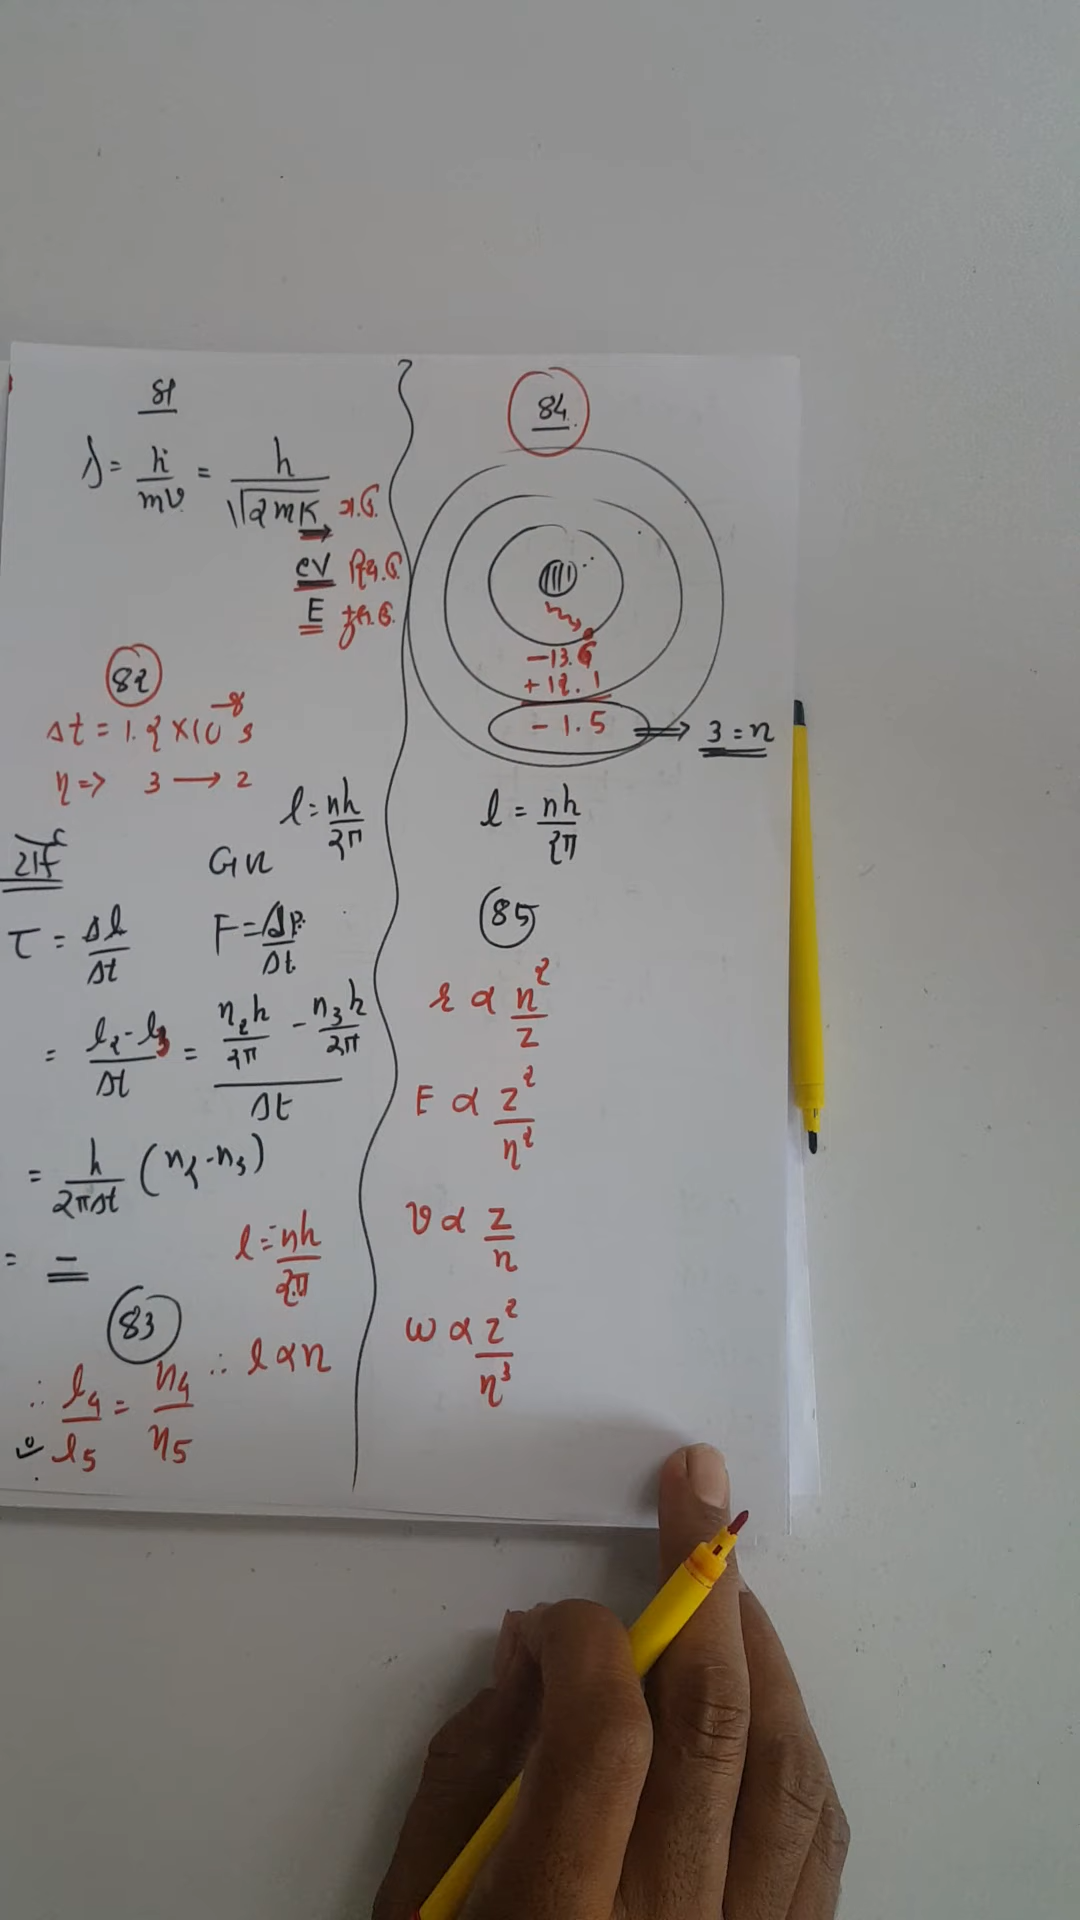 81
λ = h/mv = h/√2mK
eV
E
82
Δt = 1.2 × 10⁻⁸ s
n => 3 → 2
l = nh/2π
τ = Δl/Δt
F = ΔP/Δt
= l₂ - l₃/Δt = n₂h/2π - n₃h/2π/Δt
= h/2πΔt (n₂ - n₃)
= —
l = nh/2π
83
∴ l ∝ n
∴ l₄/l₅ = n₄/n₅
84.
-13.6
+12.1
-1.5 ⟹ 3 = n
l = nh/2π
85
r ∝ n²/z
E ∝ z²/n²
v ∝ z/n
ω ∝ z²/n³